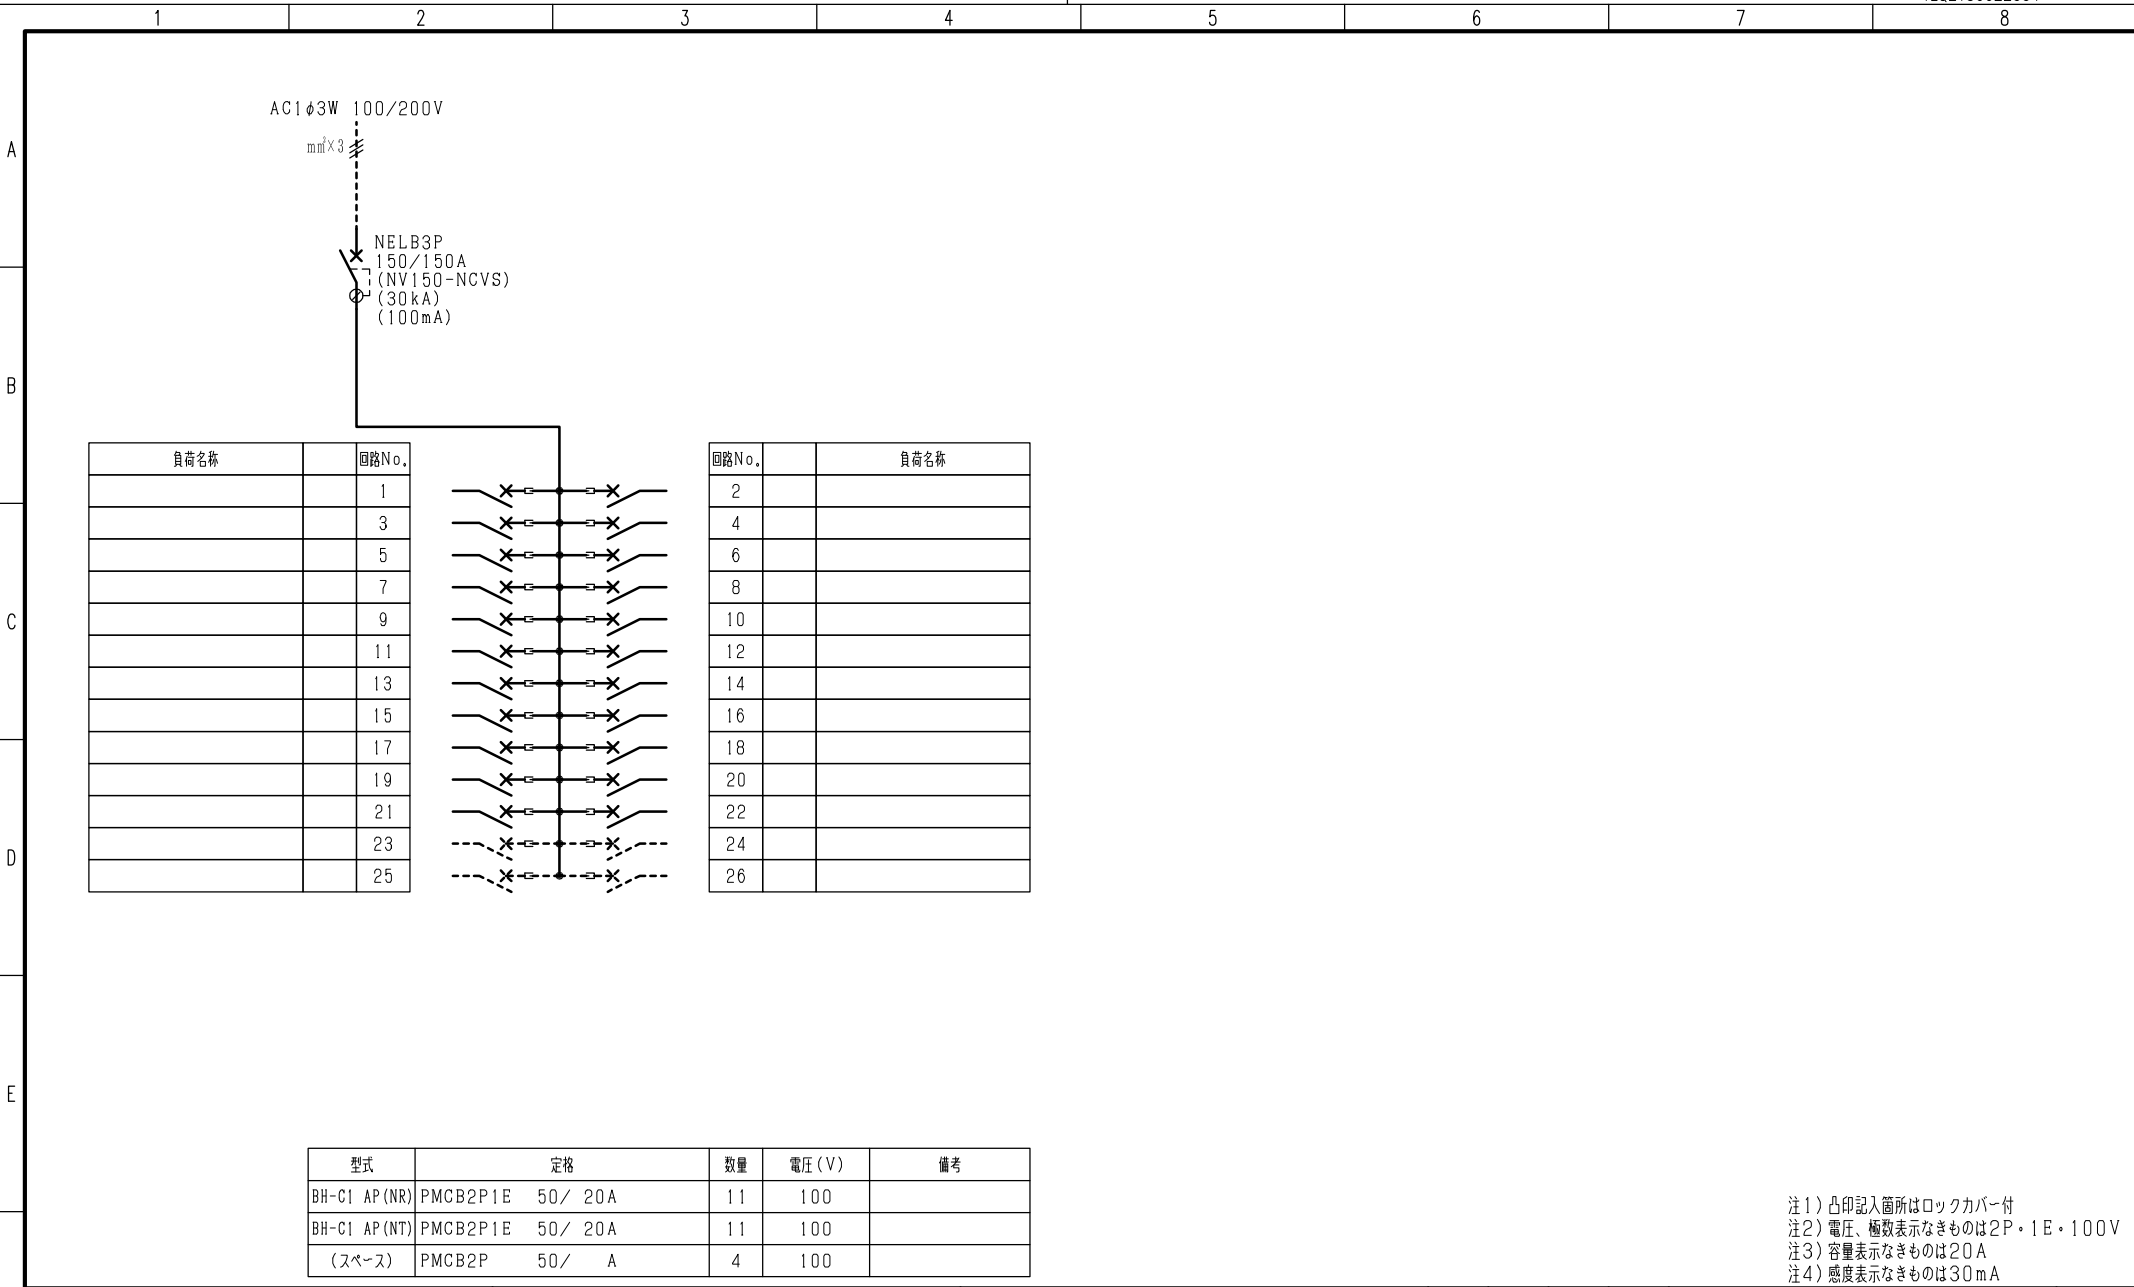 1 2 3 4 5 6 7 8
A
B
C
D
E
AC1φ3W 100/200V
mm²×3
NELB3P
150/150A
(NV150-NCVS)
(30kA)
(100mA)
負荷名称 回路No. 回路No. 負荷名称
1 2
3 4
5 6
7 8
9 10
11 12
13 14
15 16
17 18
19 20
21 22
23 24
25 26
型式 定格 数量 電圧(V) 備考
BH-C1 AP(NR) PMCB2P1E 50/ 20A 11 100
BH-C1 AP(NT) PMCB2P1E 50/ 20A 11 100
(スペース) PMCB2P 50/ A 4 100
注1)凸印記入箇所はロックカバー付
注2)電圧、極数表示なきものは2P・1E・100V
注3)容量表示なきものは20A
注4)感度表示なきものは30mA